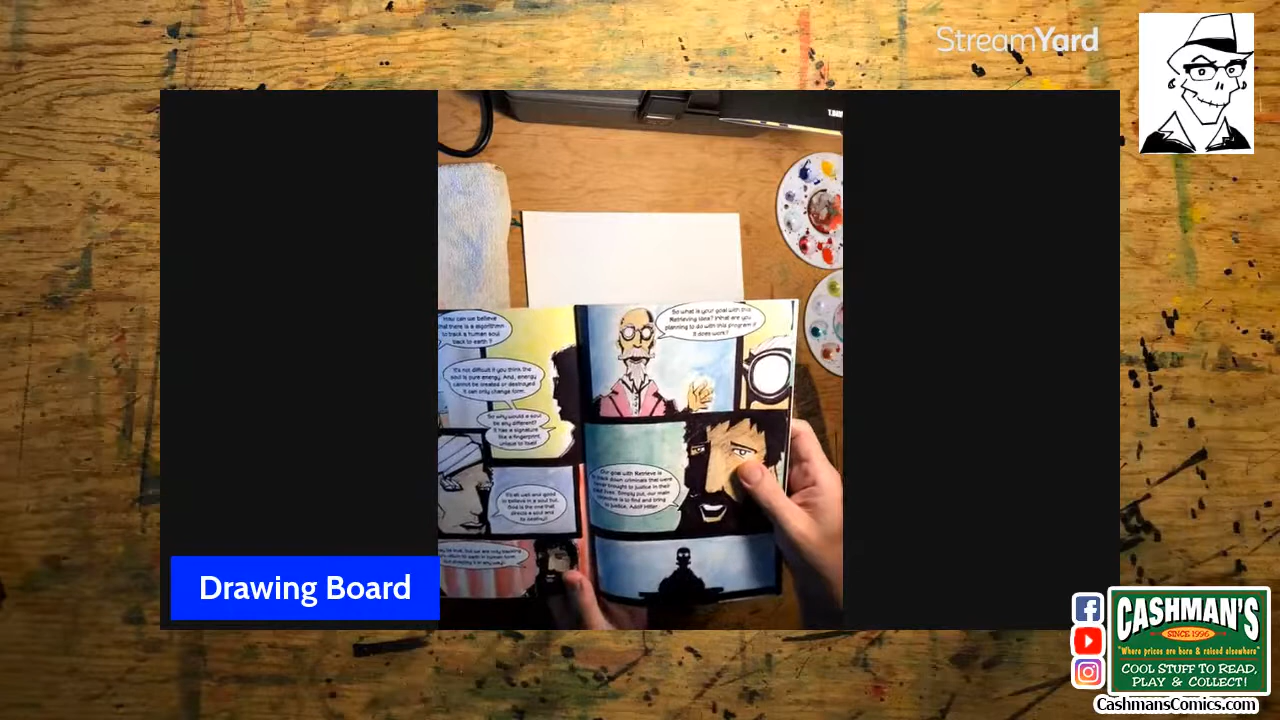 StreamYard
How can we believe
that there is a algorithmn
to track a human soul
back to earth ?
It's not difficult if you think the
soul is pure energy. And, energy
cannot be created or destroyed
it can only change form.
So why would a soul
be any different?
It has a signature
like a fingerprint,
unique to itself.
It's all well and good
to believe in a soul but,
God is the one that
directs a soul and
its destiny!
So what is your goal with this
Retrieving idea? What are you
planning to do with this program if
it does work?
Our goal with Retrieve is
to track down criminals that were
never brought to justice in their
past lives. Simply put, our main
objective is to find and bring
to justice, Adolf Hitler.
Drawing Board
CASHMAN'S
SINCE 1996
"Where prices are born & raised elsewhere"
COOL STUFF TO READ,
PLAY & COLLECT!
CashmansComics.com